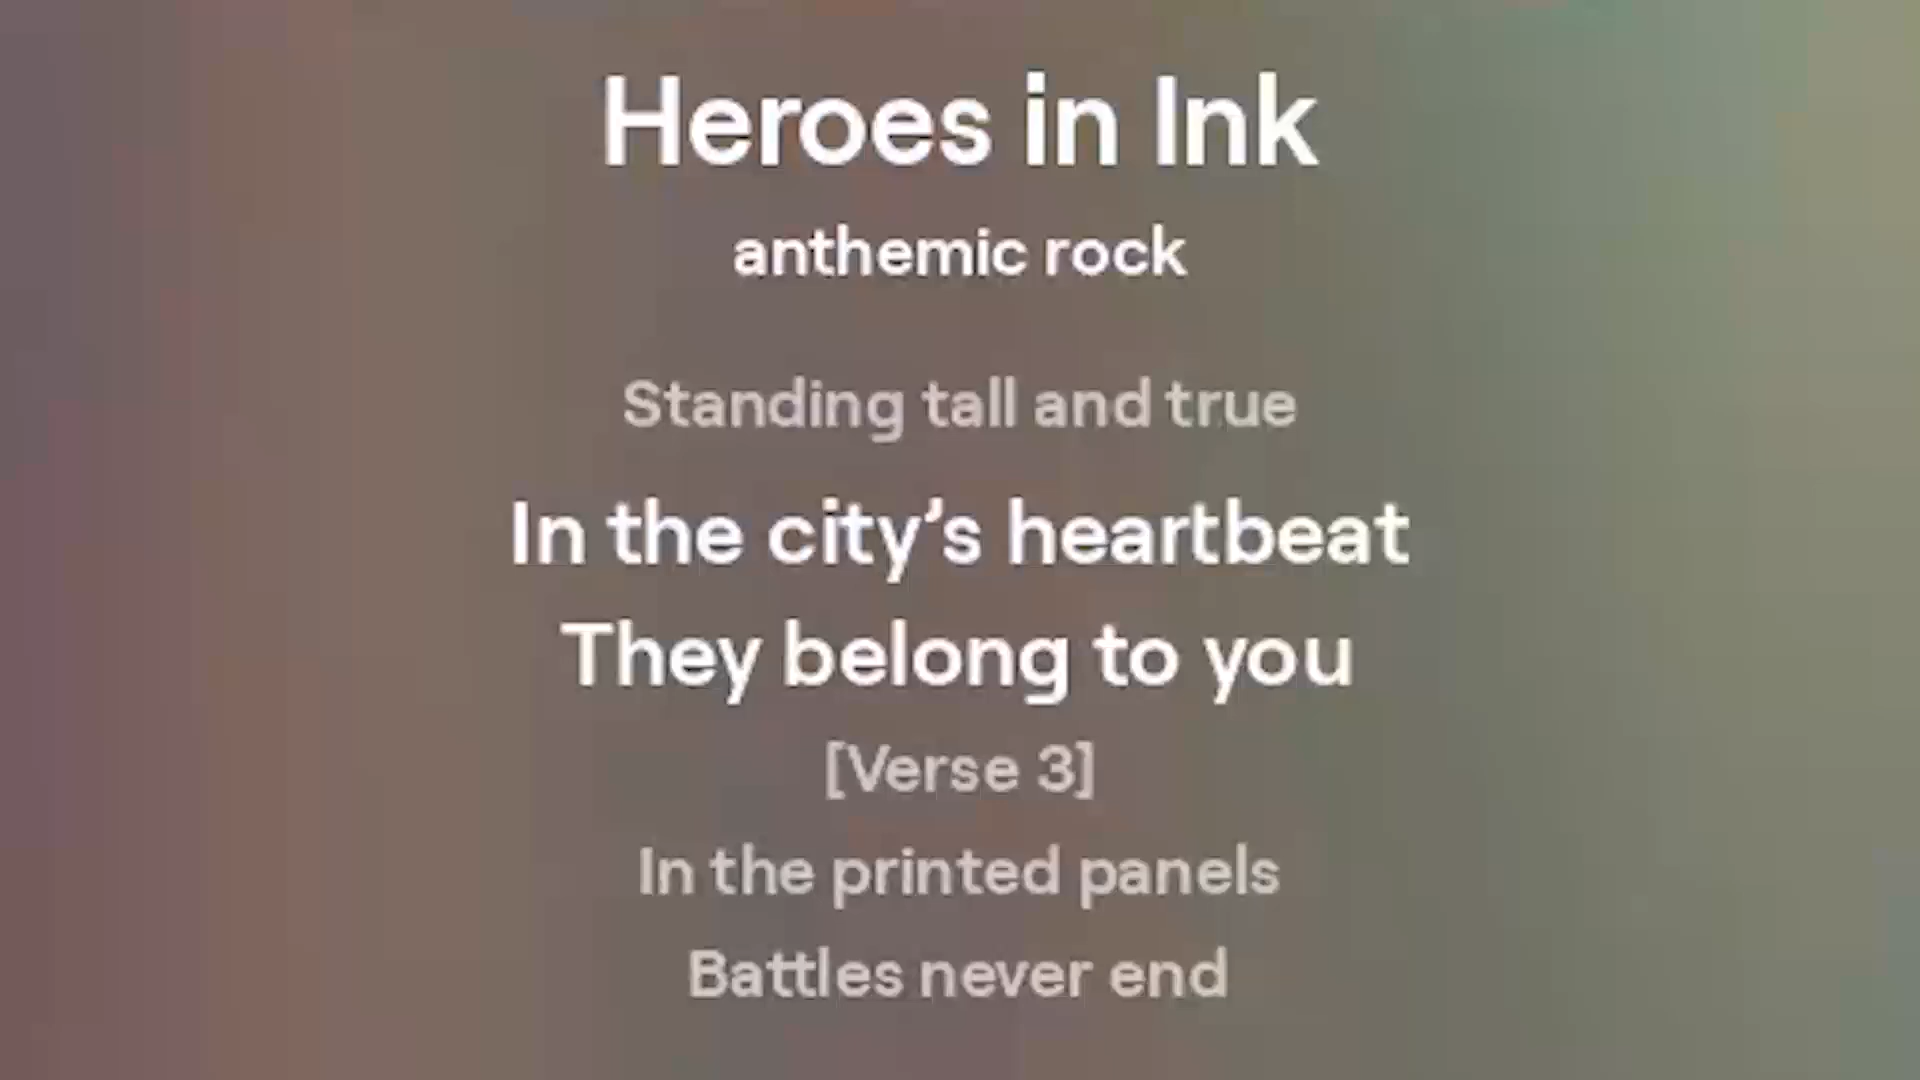 Heroes in Ink
anthemic rock
Standing tall and true
In the city’s heartbeat
They belong to you
[Verse 3]
In the printed panels
Battles never end